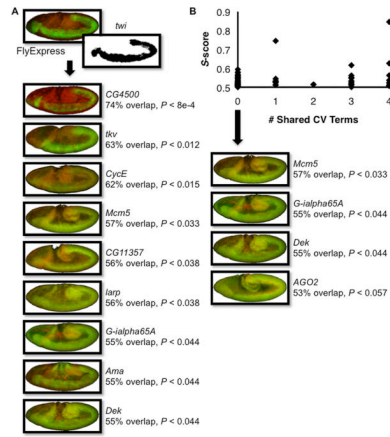 A
twi
FlyExpress
CG4500
74% overlap, P < 8e-4
tkv
63% overlap, P < 0.012
CycE
62% overlap, P < 0.015
Mcm5
57% overlap, P < 0.033
CG11357
56% overlap, P < 0.038
larp
56% overlap, P < 0.038
G-ialpha65A
55% overlap, P < 0.044
Ama
55% overlap, P < 0.044
Dek
55% overlap, P < 0.044
B
S-score
0.9
0.8
0.7
0.6
0.5
0 1 2 3 4
# Shared CV Terms
Mcm5
57% overlap, P < 0.033
G-ialpha65A
55% overlap, P < 0.044
Dek
55% overlap, P < 0.044
AGO2
53% overlap, P < 0.057